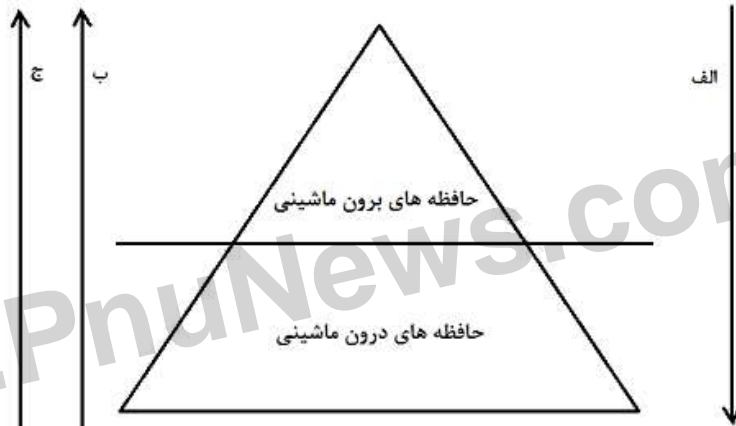 الف
ب
ج
حافظه های برون ماشینی
حافظه های درون ماشینی
.PnuNews.com